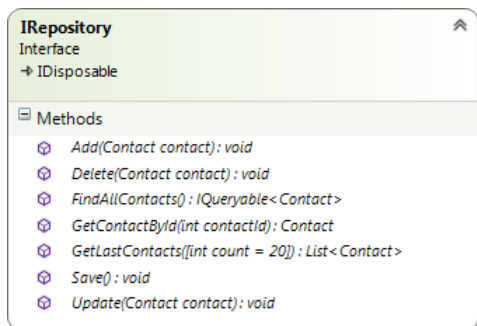 IRepository
Interface
IDisposable
Methods
Add(Contact contact) : void
Delete(Contact contact) : void
FindAllContacts() : IQueryable<Contact>
GetContactById(int contactId) : Contact
GetLastContacts([int count = 20]) : List<Contact>
Save() : void
Update(Contact contact) : void